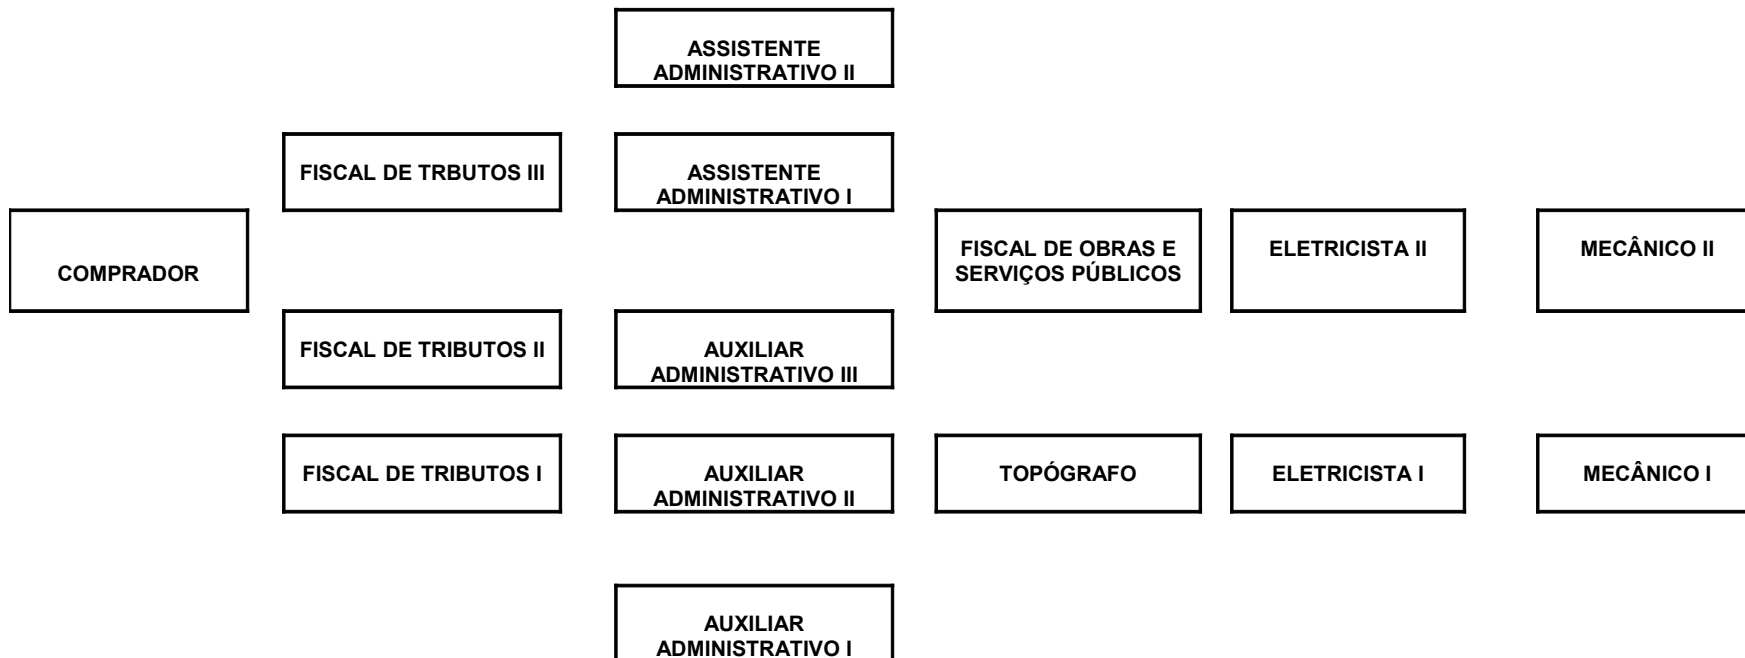 ASSISTENTE
ADMINISTRATIVO II
FISCAL DE TRBUTOS III
ASSISTENTE
ADMINISTRATIVO I
COMPRADOR
FISCAL DE OBRAS E
SERVIÇOS PÚBLICOS
ELETRICISTA II
MECÂNICO II
FISCAL DE TRIBUTOS II
AUXILIAR
ADMINISTRATIVO III
FISCAL DE TRIBUTOS I
AUXILIAR
ADMINISTRATIVO II
TOPÓGRAFO
ELETRICISTA I
MECÂNICO I
AUXILIAR
ADMINISTRATIVO I